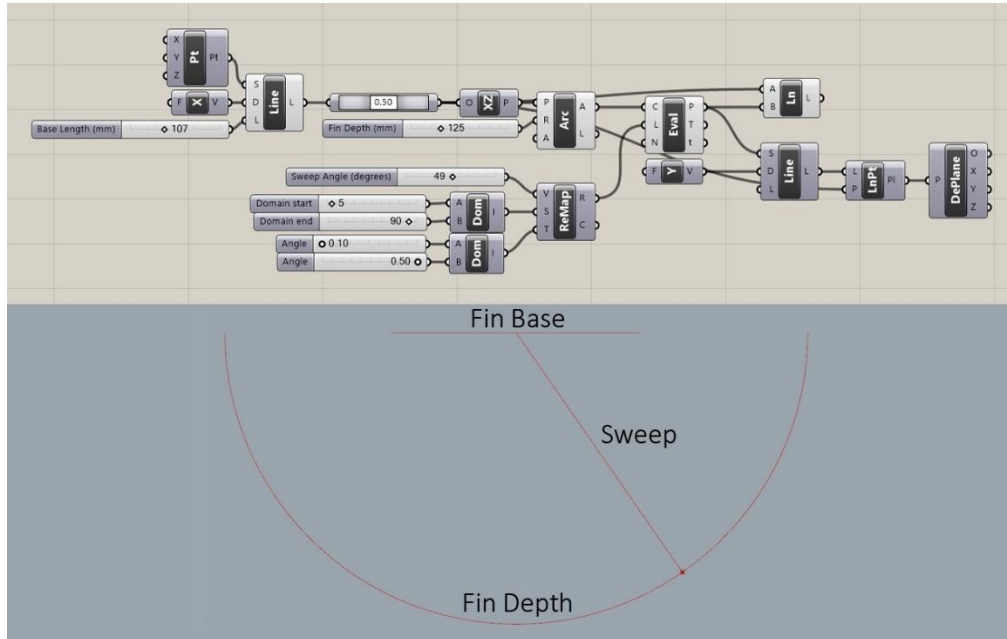 X
Y
Z
Pt
Pt
F
X
V
S
D
L
Line
L
Base Length (mm)
107
0.50
O
XZ
P
Fin Depth (mm)
125
P
R
A
Arc
A
L
C
L
N
Eval
P
T
t
A
B
Ln
L
F
Y
V
S
D
L
Line
L
L
P
LnPt
Pl
P
DePlane
O
X
Y
Z
Sweep Angle (degrees)
49
Domain start
5
Domain end
90
A
B
Dom
I
Angle
0.10
Angle
0.50
A
B
Dom
I
V
S
T
ReMap
R
C
Fin Base
Sweep
Fin Depth